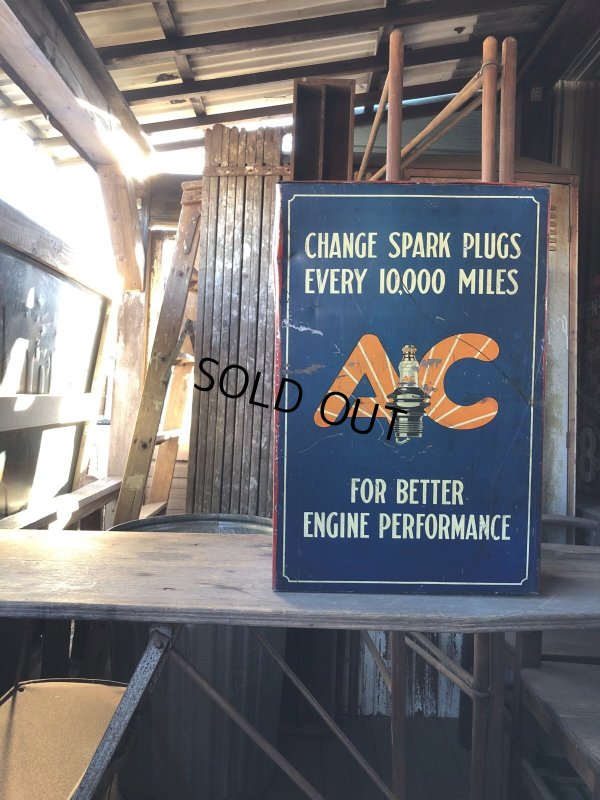 CHANGE SPARK PLUGS
EVERY 10,000 MILES
AC
SOLD OUT
FOR BETTER
ENGINE PERFORMANCE